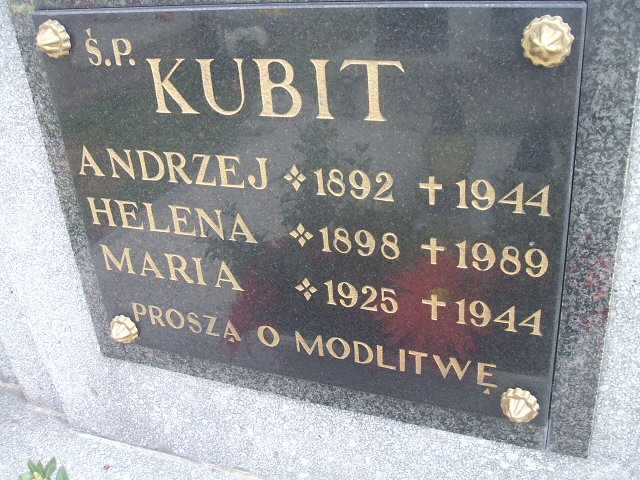 Ś.P.
KUBIT
ANDRZEJ ❖ 1892 ✝ 1944
HELENA ❖ 1898 ✝ 1989
MARIA ❖ 1925 ✝ 1944
PROSZĄ O MODLITWĘ